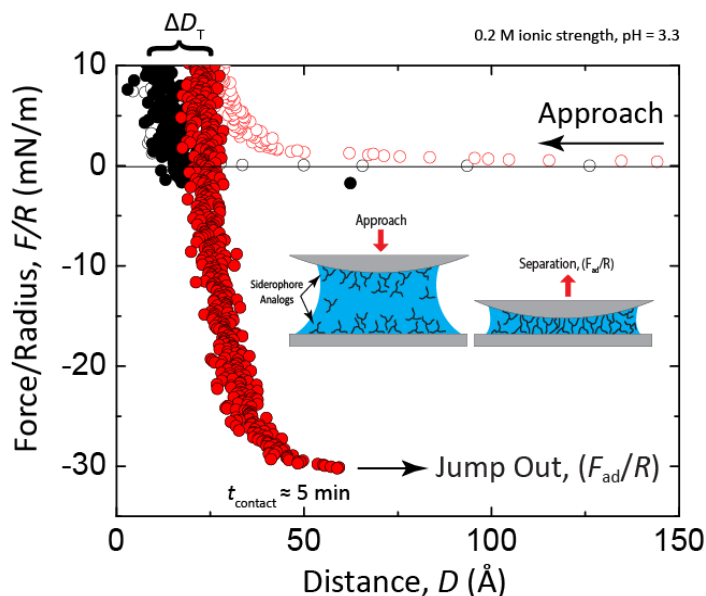 ΔD_T
0.2 M ionic strength, pH = 3.3
Force/Radius, F/R (mN/m)
10
0
-10
-20
-30
Approach
Approach
Siderophore
Analogs
Separation, (F_ad/R)
Jump Out, (F_ad/R)
t_contact ≈ 5 min
0
50
100
150
Distance, D (Å)